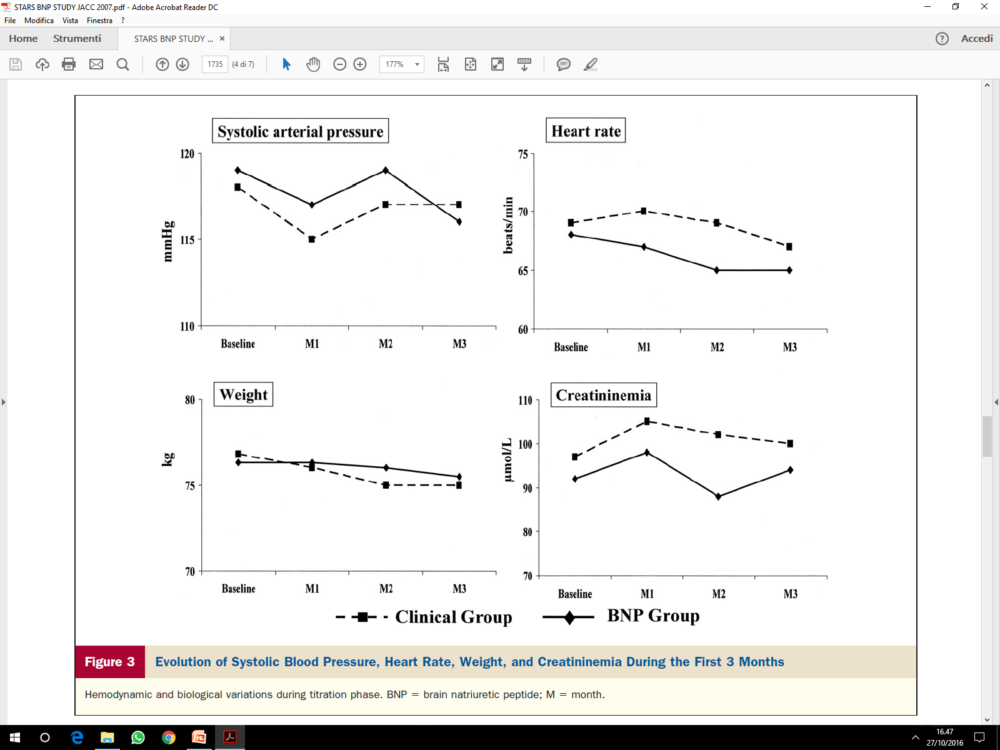 STARS BNP STUDY JACC 2007.pdf - Adobe Acrobat Reader DC
File Modifica Vista Finestra ?
Home Strumenti STARS BNP STUDY ... × ? Accedi
1735 (4 di 7) 177%
Systolic arterial pressure
120
115
110
mmHg
Baseline M1 M2 M3
Heart rate
75
70
65
60
beats/min
Baseline M1 M2 M3
Weight
80
75
70
kg
Baseline M1 M2 M3
Creatininemia
110
100
90
80
70
µmol/L
Baseline M1 M2 M3
Clinical Group BNP Group
Figure 3 Evolution of Systolic Blood Pressure, Heart Rate, Weight, and Creatininemia During the First 3 Months
Hemodynamic and biological variations during titration phase. BNP = brain natriuretic peptide; M = month.
16.47
27/10/2016